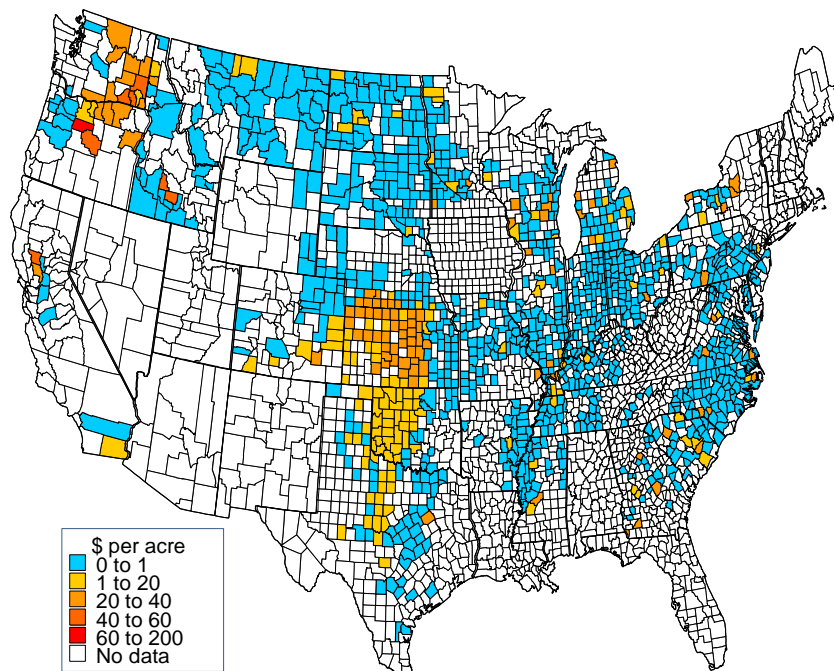 $ per acre
0 to 1
1 to 20
20 to 40
40 to 60
60 to 200
No data